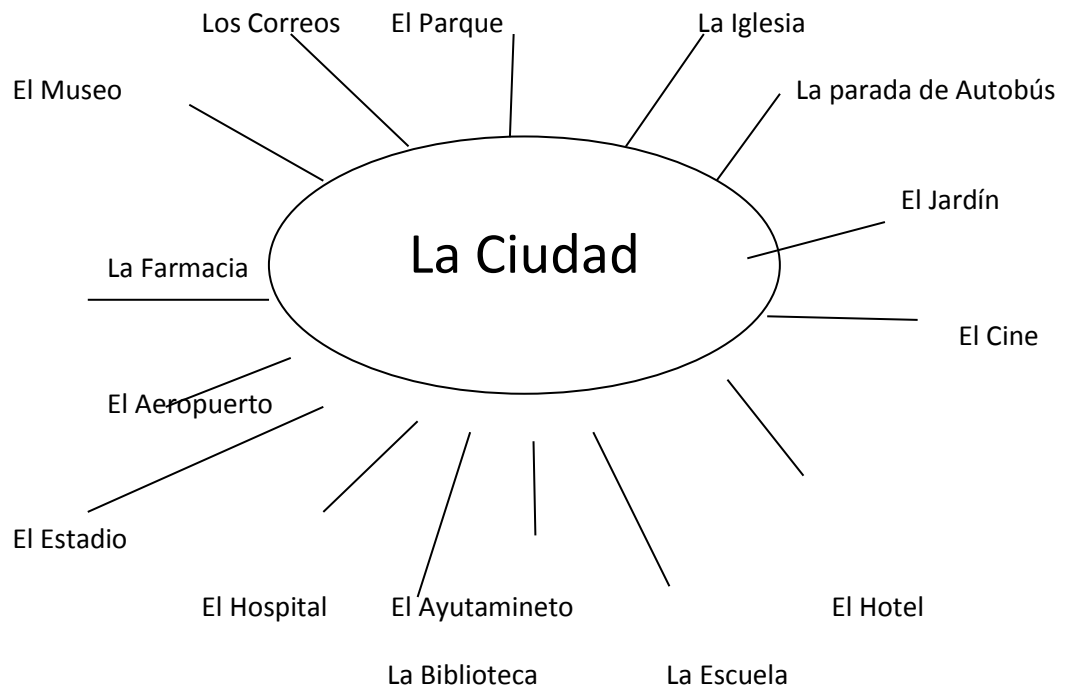 Los Correos El Parque La Iglesia
El Museo La parada de Autobús
El Jardín
La Ciudad
La Farmacia
El Cine
El Aeropuerto
El Estadio
El Hospital El Ayutamineto El Hotel
La Biblioteca La Escuela